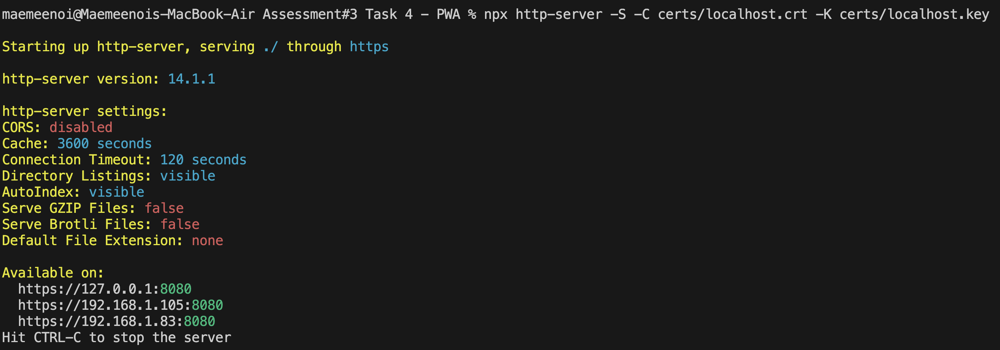 maemeenoi@Maemeenois-MacBook-Air Assessment#3 Task 4 - PWA % npx http-server -S -C certs/localhost.crt -K certs/localhost.key
Starting up http-server, serving ./ through https
http-server version: 14.1.1
http-server settings:
CORS: disabled
Cache: 3600 seconds
Connection Timeout: 120 seconds
Directory Listings: visible
AutoIndex: visible
Serve GZIP Files: false
Serve Brotli Files: false
Default File Extension: none
Available on:
https://127.0.0.1:8080
https://192.168.1.105:8080
https://192.168.1.83:8080
Hit CTRL-C to stop the server